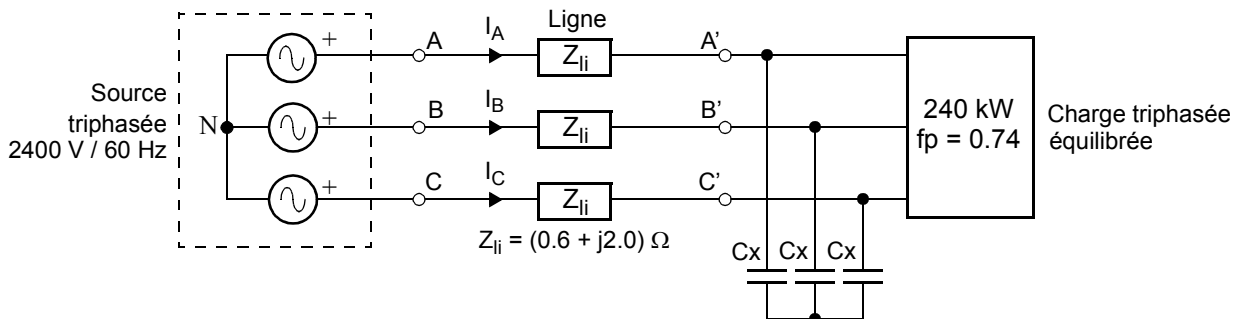 Source
triphasée
2400 V / 60 Hz
N
+
+
+
A
B
C
I_A
I_B
I_C
Ligne
Z_li
Z_li
Z_li
Z_li = (0.6 + j2.0) Ω
A'
B'
C'
Cx
Cx
Cx
240 kW
fp = 0.74
Charge triphasée
équilibrée